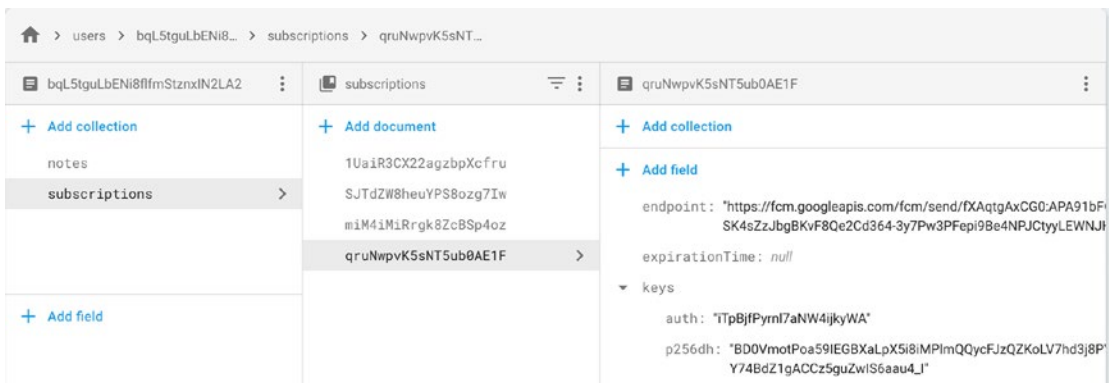 > users > bqL5tguLbENi8… > subscriptions > qruNwpvK5sNT…
bqL5tguLbENi8flfmStznxIN2LA2
subscriptions
qruNwpvK5sNT5ub0AE1F
+ Add collection
notes
subscriptions >
+ Add field
+ Add document
1UaiR3CX22agzbpXcfru
SJTdZW8heuYPS8ozg7Iw
miM4iMiRrgk8ZcBSp4oz
qruNwpvK5sNT5ub0AE1F >
+ Add collection
+ Add field
endpoint: "https://fcm.googleapis.com/fcm/send/fXAqtgAxCG0:APA91bF
SK4sZzJbgBKvF8Qe2Cd364-3y7Pw3PFepi9Be4NPJCtyyLEWNJ
expirationTime: null
keys
auth: "iTpBjfPyrnl7aNW4ijkyWA"
p256dh: "BD0VmotPoa59IEGBXaLpX5i8iMPlmQQycFJzQZKoLV7hd3j8P
Y74BdZ1gACCz5guZwIS6aau4_I"